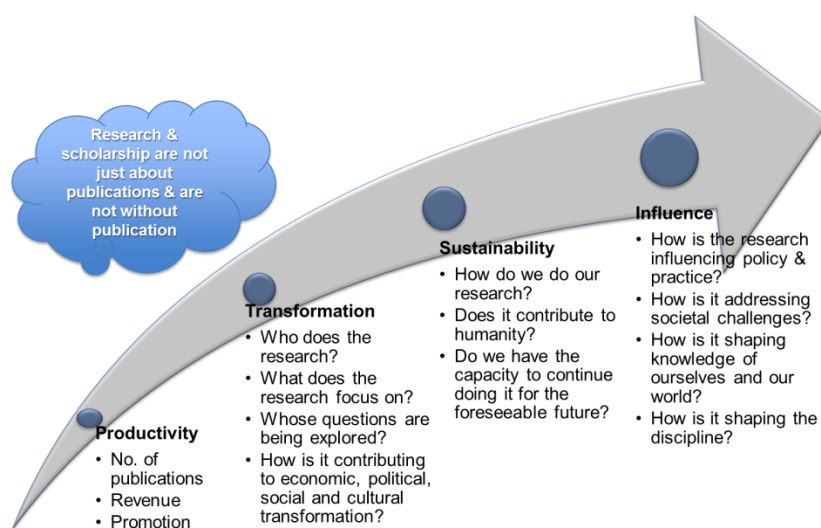 Research &
scholarship are not
just about
publications & are
not without
publication
Productivity
• No. of
publications
• Revenue
• Promotion
Transformation
• Who does the
research?
• What does the
research focus on?
• Whose questions are
being explored?
• How is it contributing
to economic, political,
social and cultural
transformation?
Sustainability
• How do we do our
research?
• Does it contribute to
humanity?
• Do we have the
capacity to continue
doing it for the
foreseeable future?
Influence
• How is the research
influencing policy &
practice?
• How is it addressing
societal challenges?
• How is it shaping
knowledge of
ourselves and our
world?
• How is it shaping the
discipline?